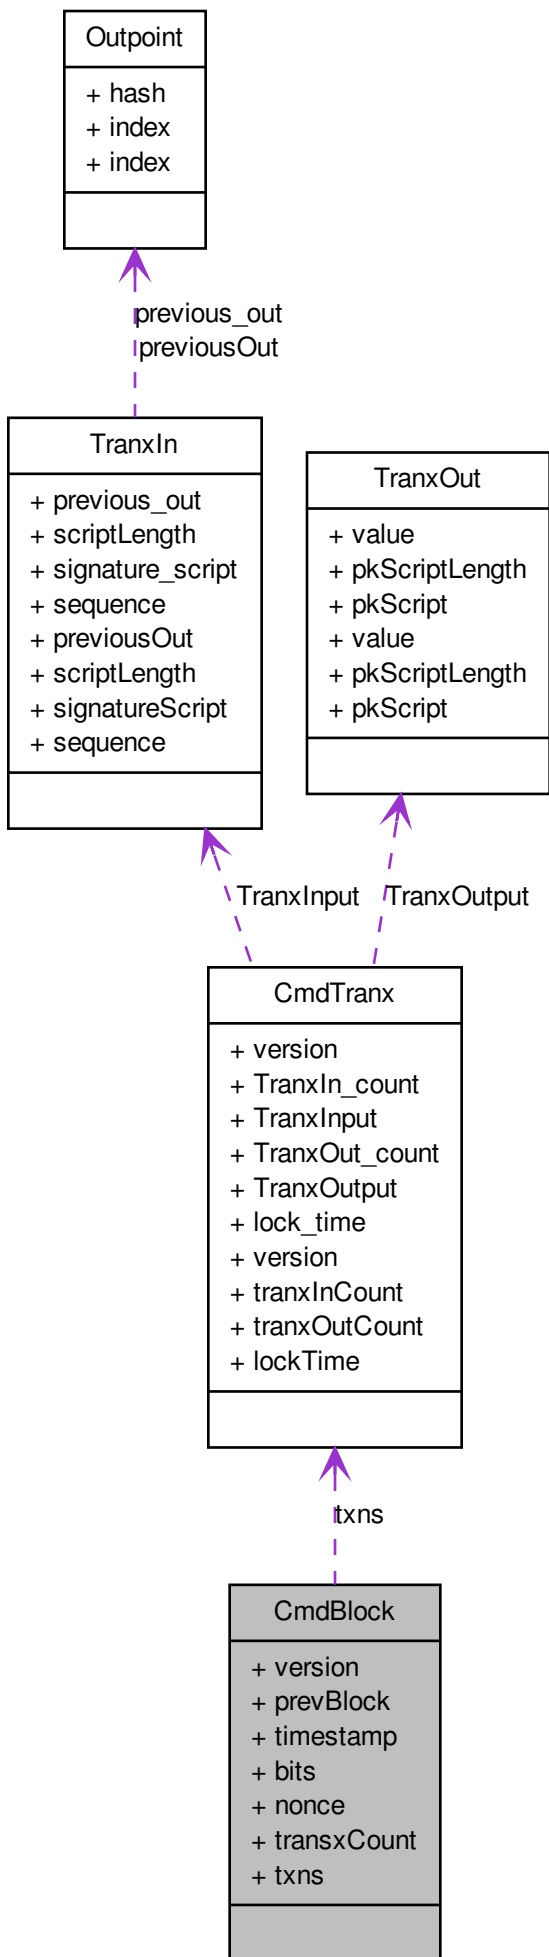 Outpoint
+ hash
+ index
+ index
previous_out
previousOut
TranxIn
+ previous_out
+ scriptLength
+ signature_script
+ sequence
+ previousOut
+ scriptLength
+ signatureScript
+ sequence
TranxOut
+ value
+ pkScriptLength
+ pkScript
+ value
+ pkScriptLength
+ pkScript
TranxInput
TranxOutput
CmdTranx
+ version
+ TranxIn_count
+ TranxInput
+ TranxOut_count
+ TranxOutput
+ lock_time
+ version
+ tranxInCount
+ tranxOutCount
+ lockTime
txns
CmdBlock
+ version
+ prevBlock
+ timestamp
+ bits
+ nonce
+ transxCount
+ txns